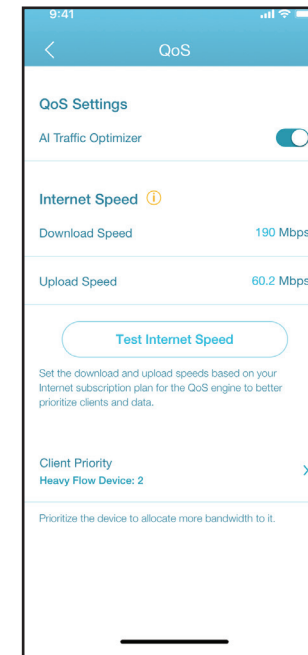 9:41
QoS
QoS Settings
AI Traffic Optimizer
Internet Speed
Download Speed 190 Mbps
Upload Speed 60.2 Mbps
Test Internet Speed
Set the download and upload speeds based on your
Internet subscription plan for the QoS engine to better
prioritize clients and data.
Client Priority
Heavy Flow Device: 2
Prioritize the device to allocate more bandwidth to it.